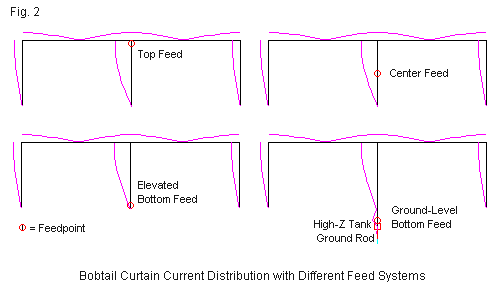 Fig. 2
Top Feed
Center Feed
Elevated
Bottom Feed
= Feedpoint
Ground-Level
Bottom Feed
High-Z Tank
Ground Rod
Bobtail Curtain Current Distribution with Different Feed Systems